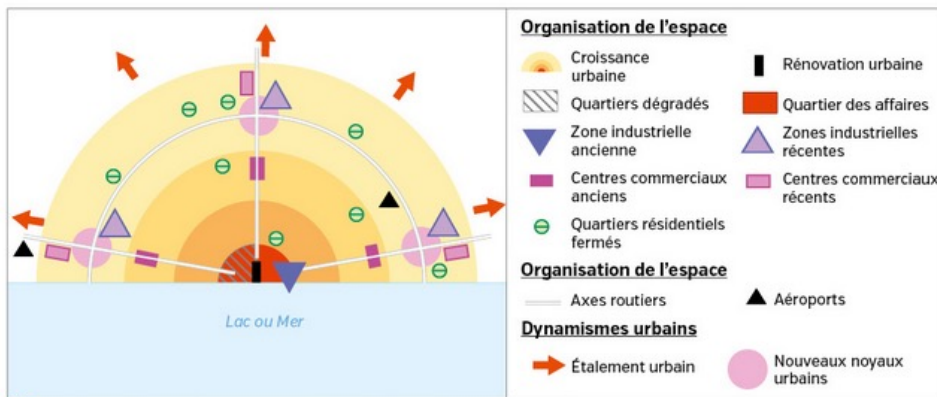 Lac ou Mer
Organisation de l'espace
Croissance
urbaine
Rénovation urbaine
Quartiers dégradés
Quartier des affaires
Zone industrielle
ancienne
Zones industrielles
récentes
Centres commerciaux
anciens
Centres commerciaux
récents
Quartiers résidentiels
fermés
Organisation de l'espace
Axes routiers
Aéroports
Dynamismes urbains
Étalement urbain
Nouveaux noyaux
urbains